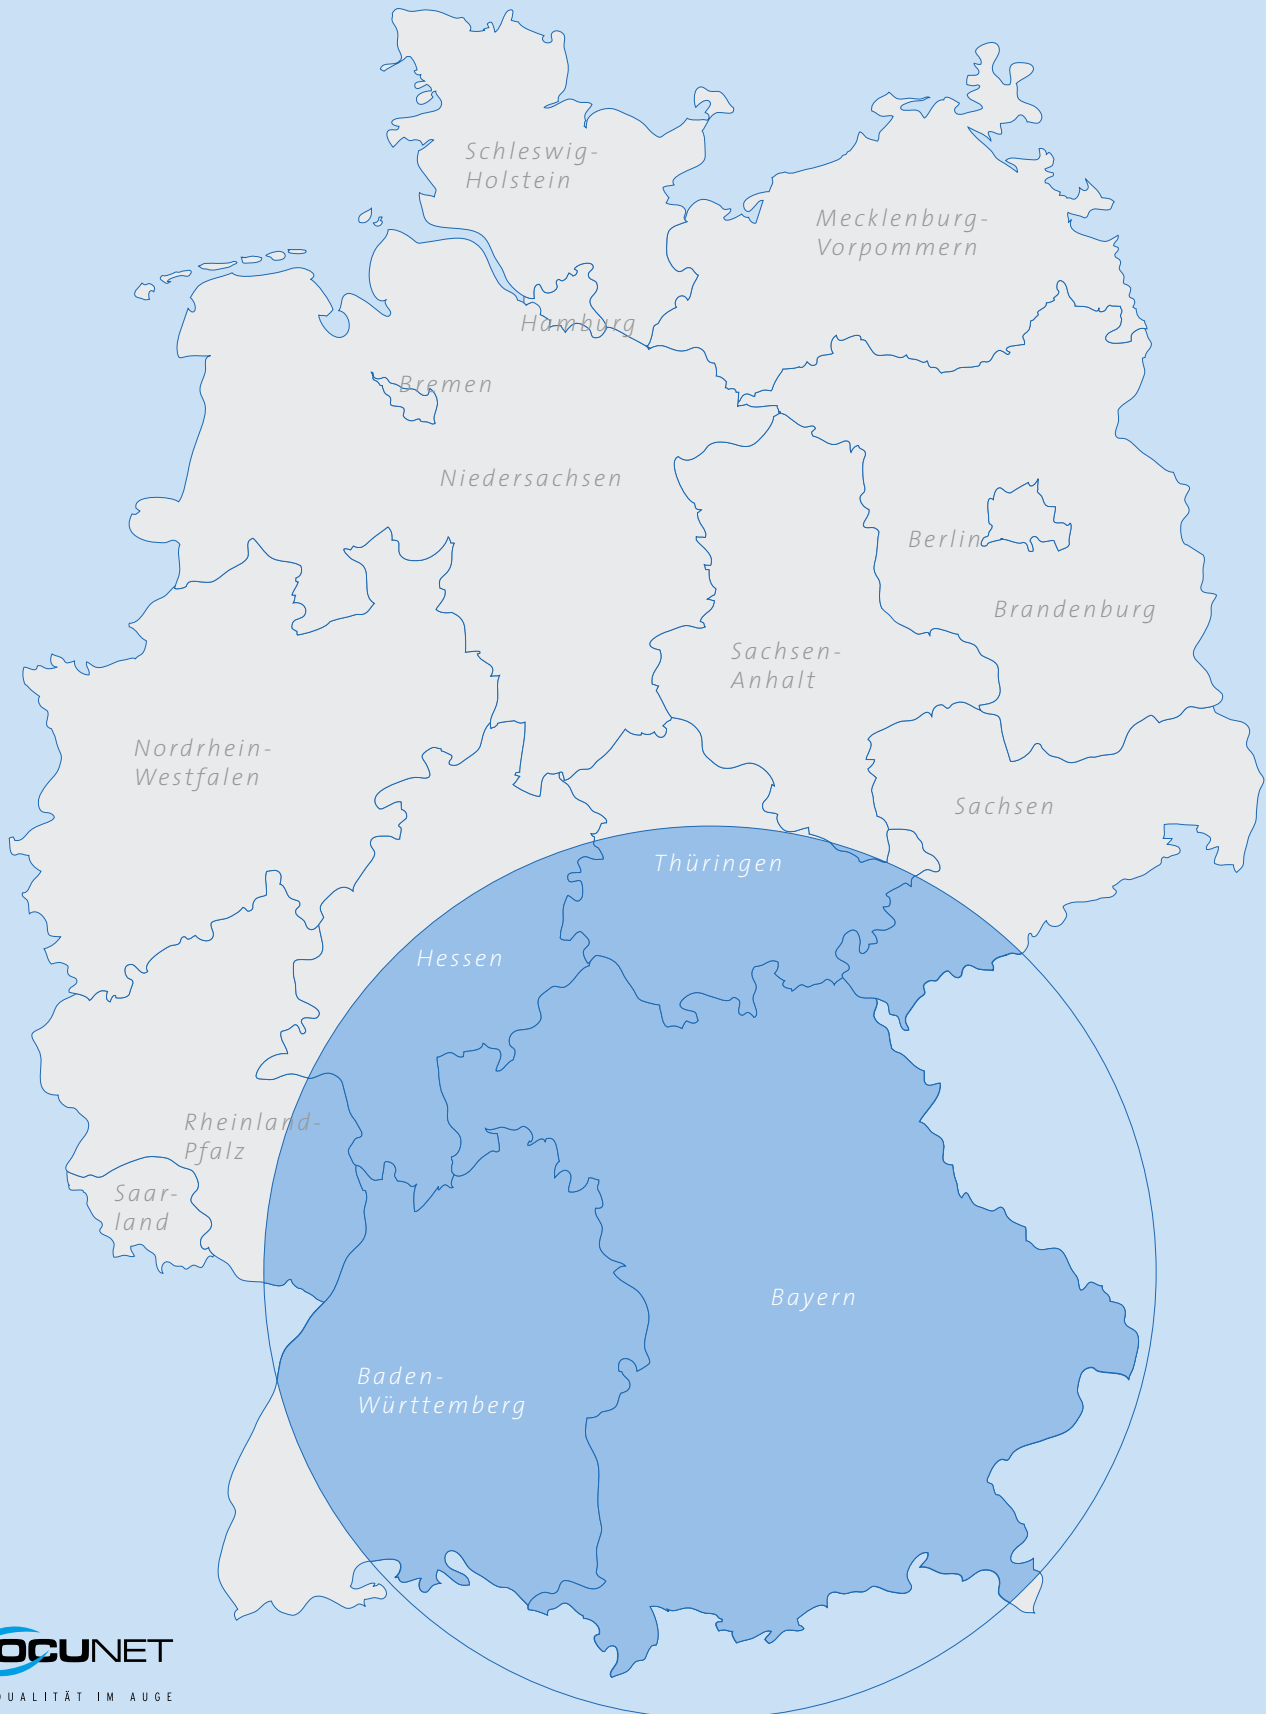 Schleswig-
Holstein
Mecklenburg-
Vorpommern
Hamburg
Bremen
Niedersachsen
Berlin
Brandenburg
Sachsen-
Anhalt
Nordrhein-
Westfalen
Sachsen
Thüringen
Hessen
Rheinland-
Pfalz
Saar-
land
Bayern
Baden-
Württemberg
OCUNET
QUALITÄT IM AUGE